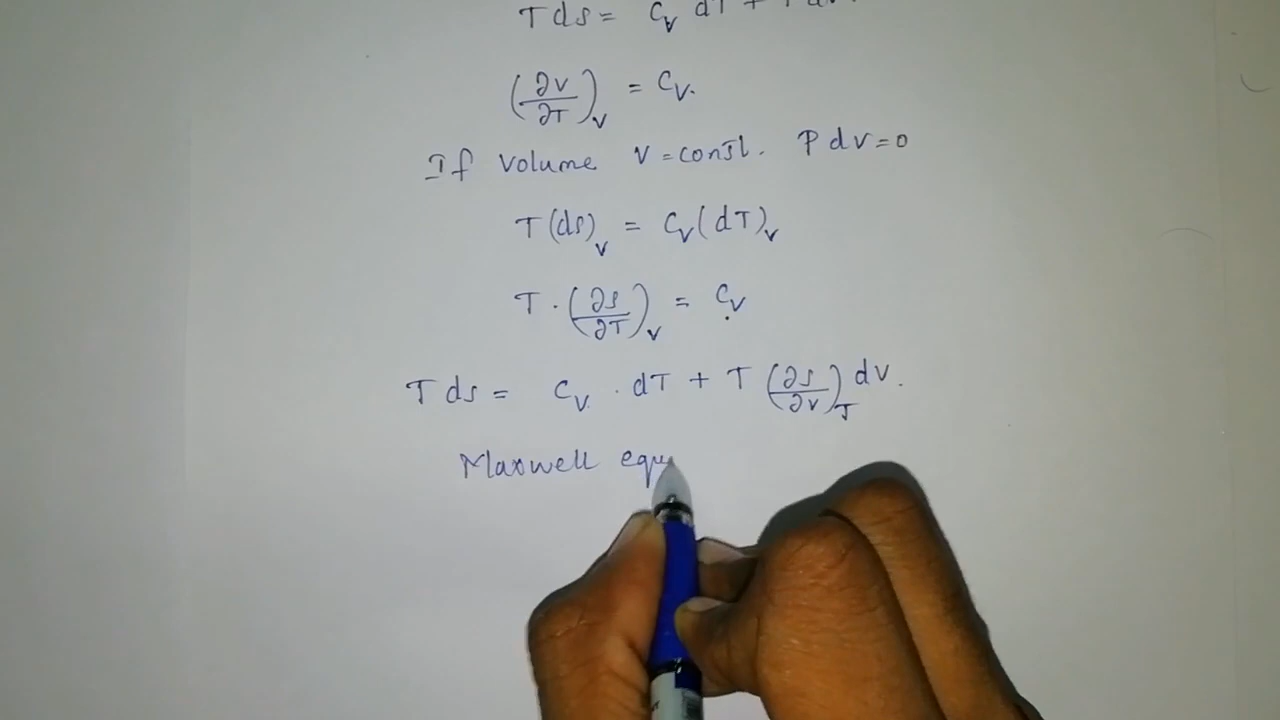 T ds = C_V dT + P dv.
(∂V/∂T)_V = C_V.
If volume V = const. P dv = 0
T(ds)_V = C_V(dT)_V
T · (∂s/∂T)_V = C_V
T ds = C_V · dT + T (∂s/∂V)_T dV.
Maxwell equ